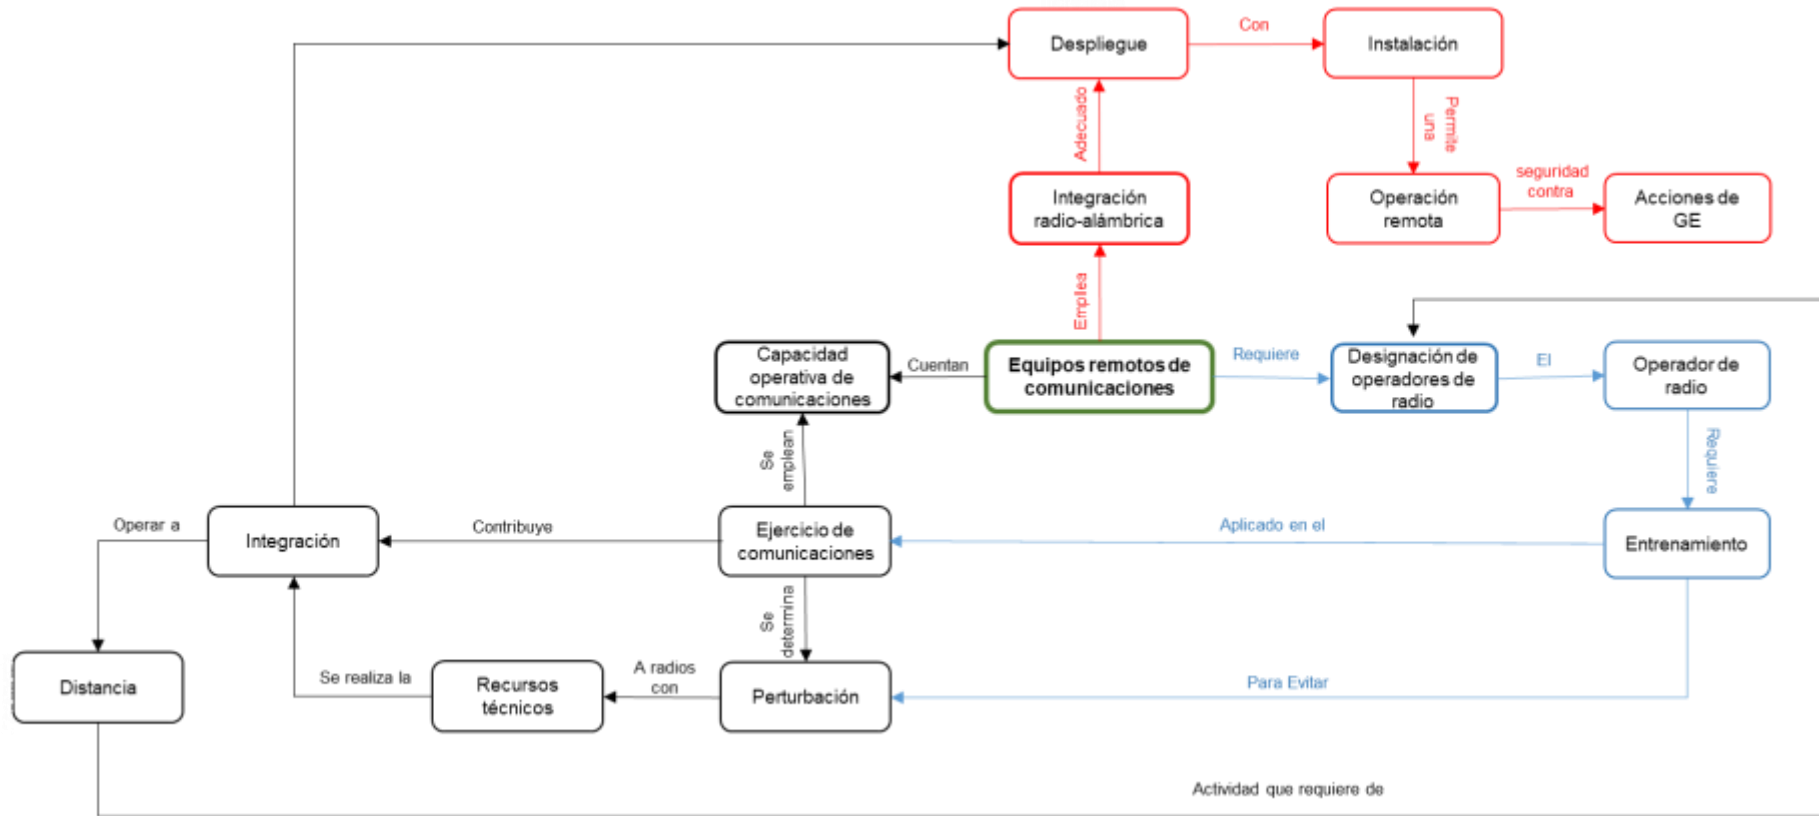 Despliegue
Con
Instalación
Adecuado
Permite
una
Integración
radio-alámbrica
Operación
remota
seguridad
contra
Acciones de
GE
Emplea
Capacidad
operativa de
comunicaciones
Cuentan
Equipos remotos de
comunicaciones
Requiere
Designación de
operadores de
radio
El
Operador de
radio
Se
emplean
Requiere
Operar a
Integración
Contribuye
Ejercicio de
comunicaciones
Aplicado en el
Entrenamiento
Se
determina
Distancia
Se realiza la
Recursos
técnicos
A radios
con
Perturbación
Para Evitar
Actividad que requiere de